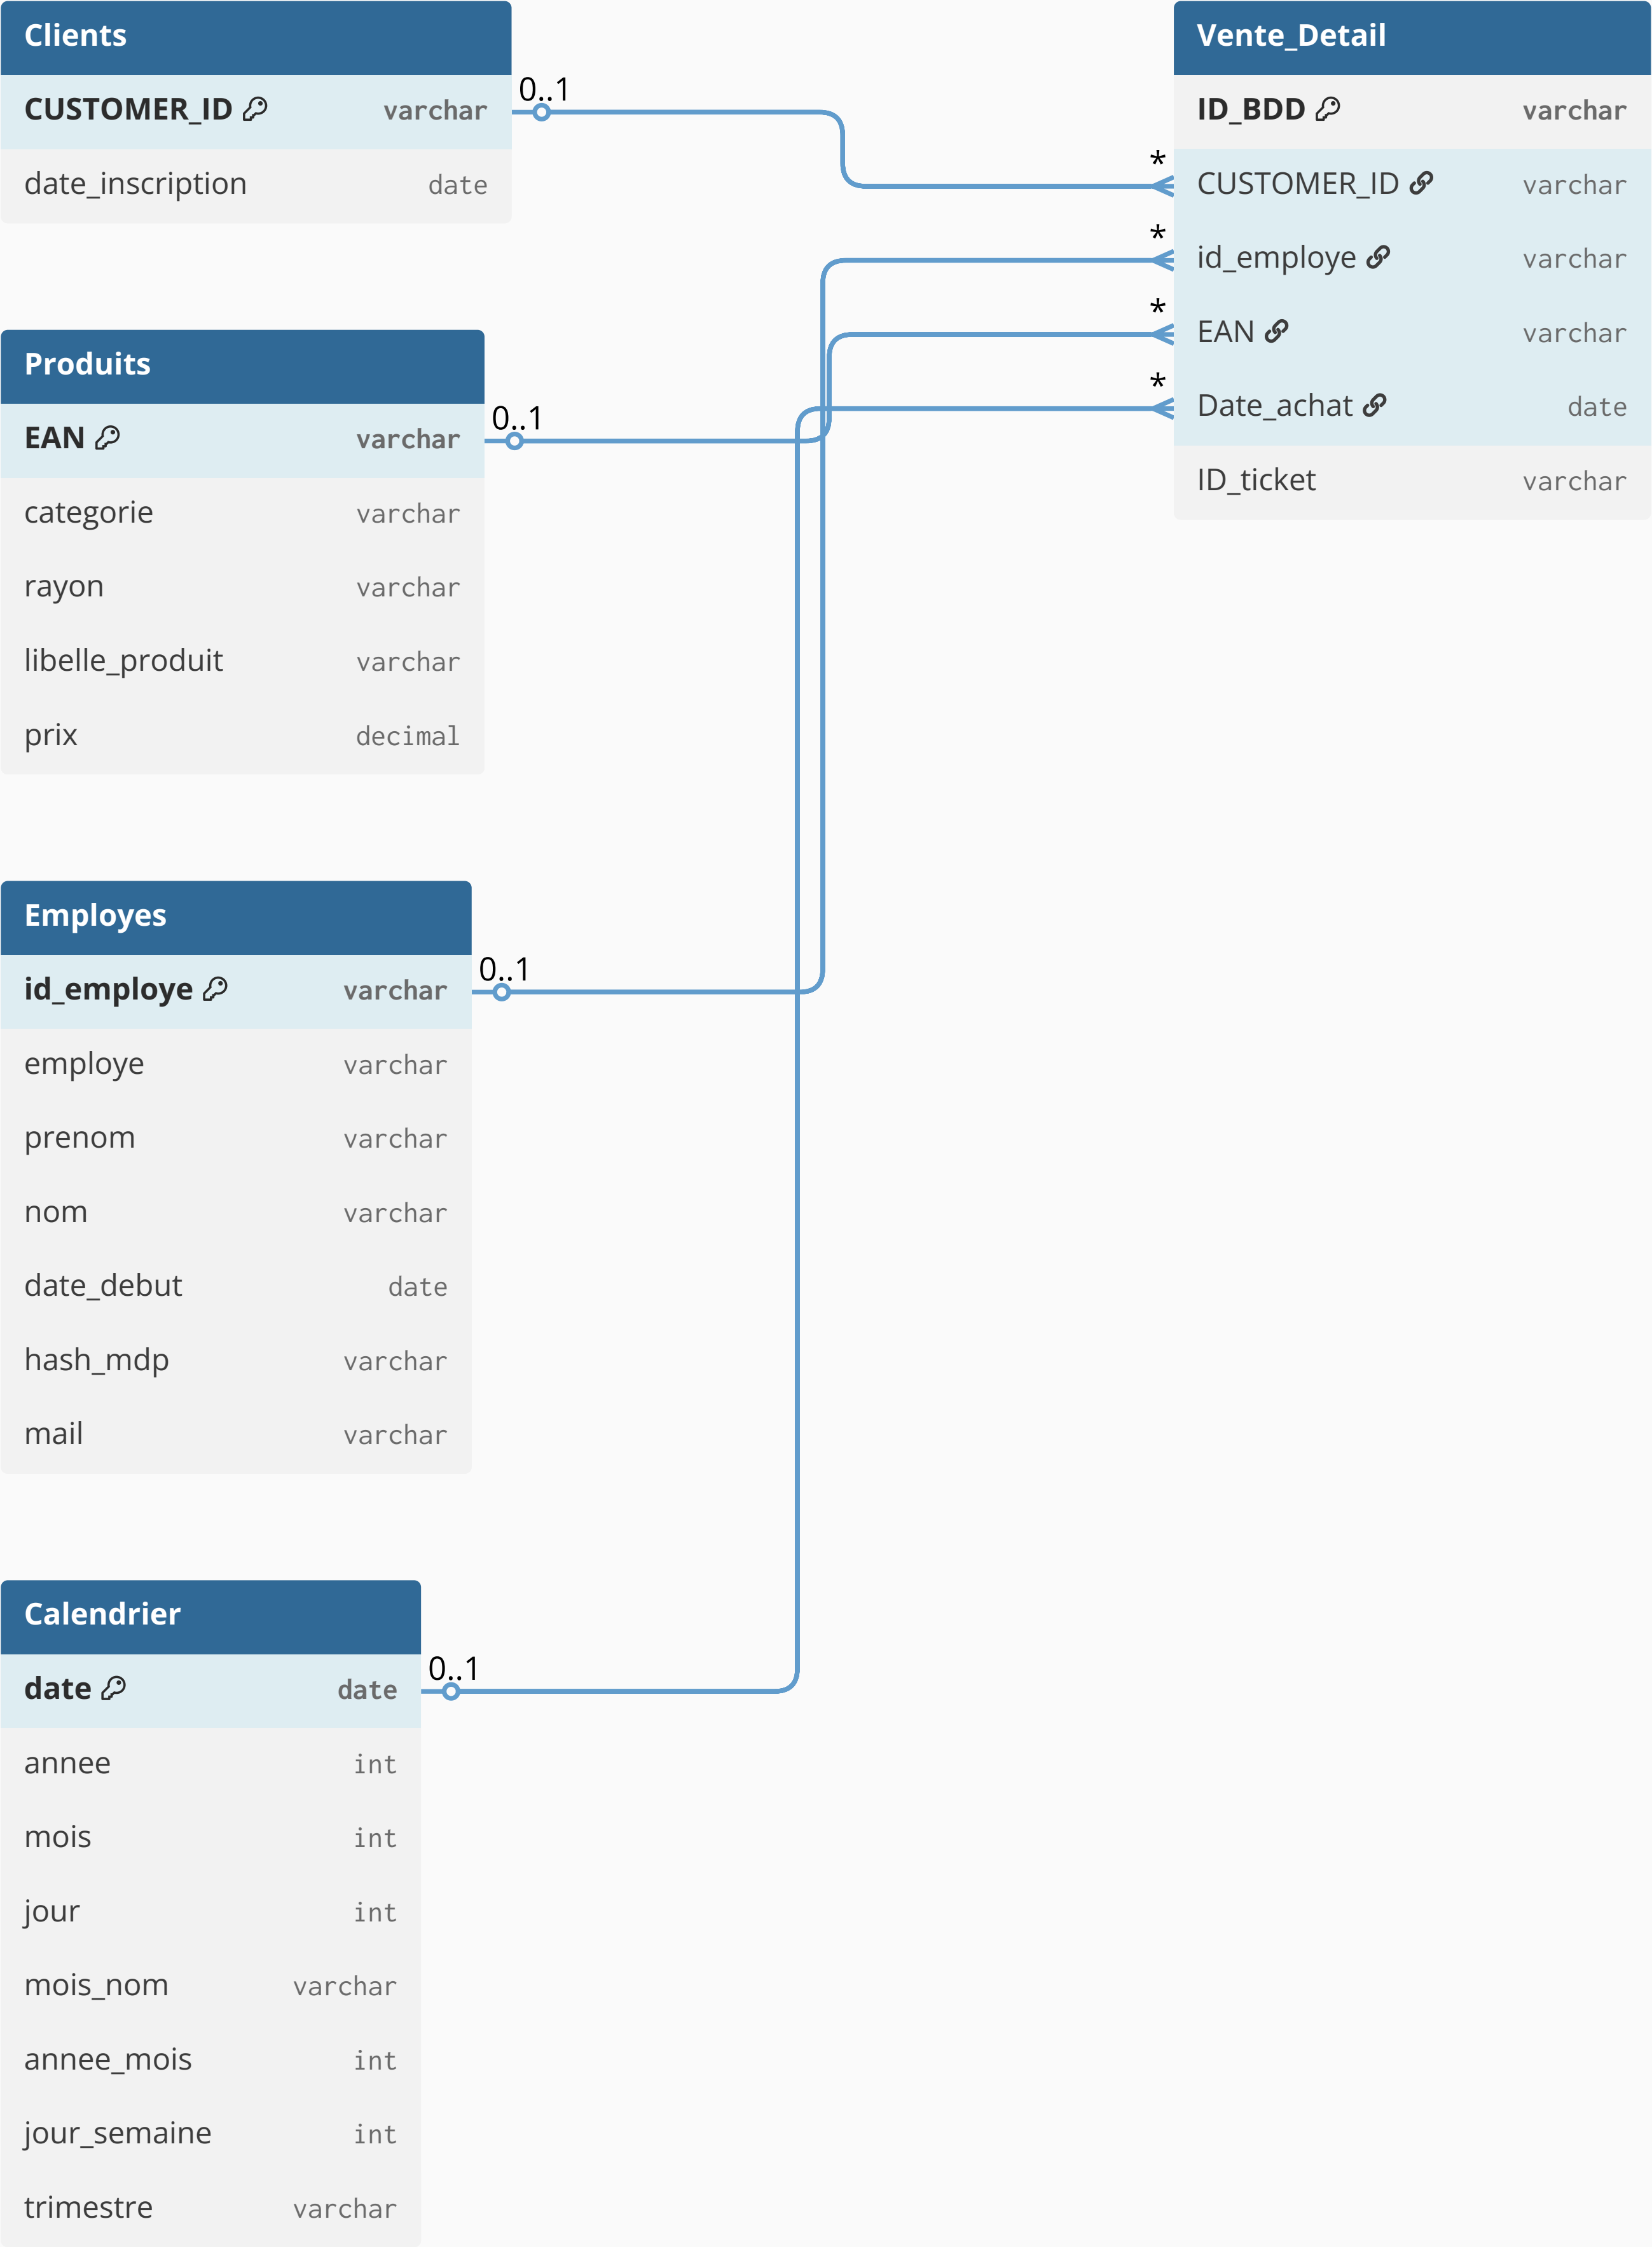 Clients
CUSTOMER_ID varchar
date_inscription date
0..1
Produits
EAN varchar
categorie varchar
rayon varchar
libelle_produit varchar
prix decimal
0..1
Employes
id_employe varchar
employe varchar
prenom varchar
nom varchar
date_debut date
hash_mdp varchar
mail varchar
0..1
Calendrier
date date
annee int
mois int
jour int
mois_nom varchar
annee_mois int
jour_semaine int
trimestre varchar
0..1
Vente_Detail
ID_BDD varchar
* CUSTOMER_ID varchar
* id_employe varchar
* EAN varchar
* Date_achat date
ID_ticket varchar